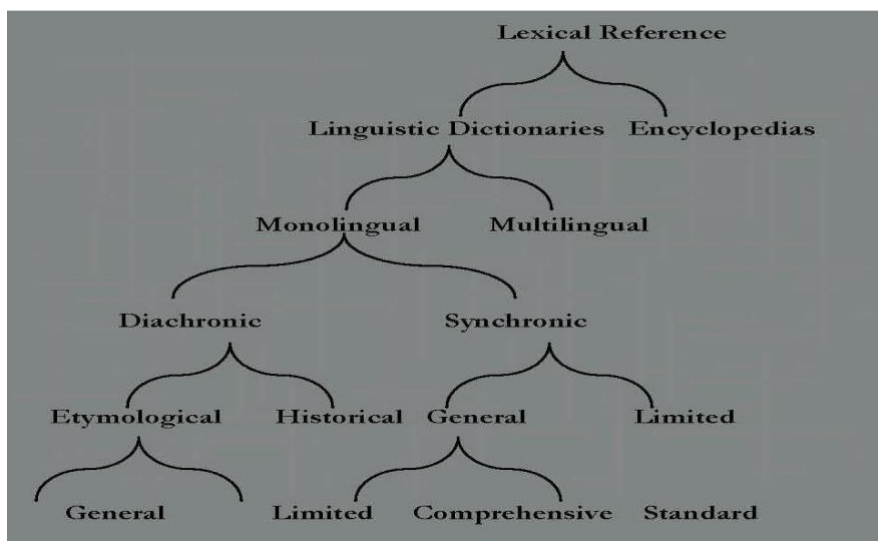 Lexical Reference
Linguistic Dictionaries Encyclopedias
Monolingual Multilingual
Diachronic Synchronic
Etymological Historical General Limited
General Limited Comprehensive Standard